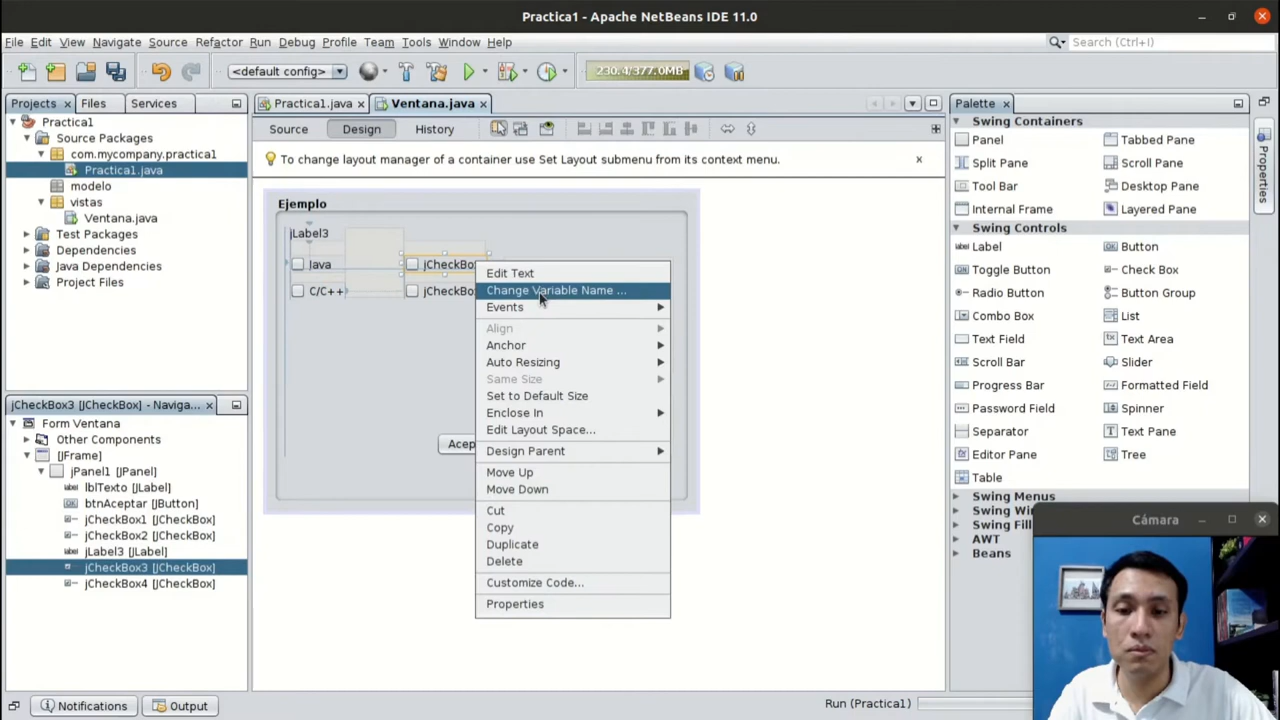 Practica1 - Apache NetBeans IDE 11.0
File Edit View Navigate Source Refactor Run Debug Profile Team Tools Window Help
Search (Ctrl+I)
<default config>
230.4/377.0MB
Projects Files Services
Practica1
Source Packages
com.mycompany.practica1
Practica1.java
modelo
vistas
Ventana.java
Test Packages
Dependencies
Java Dependencies
Project Files
jCheckBox3 [JCheckBox] - Naviga...
Form Ventana
Other Components
[JFrame]
jPanel1 [JPanel]
lblTexto [JLabel]
btnAceptar [JButton]
jCheckBox1 [JCheckBox]
jCheckBox2 [JCheckBox]
jLabel3 [JLabel]
jCheckBox3 [JCheckBox]
jCheckBox4 [JCheckBox]
Practica1.java Ventana.java
Source Design History
To change layout manager of a container use Set Layout submenu from its context menu.
Ejemplo
jLabel3
Java jCheckBo
C/C++ jCheckBo
Acep
Edit Text
Change Variable Name ...
Events
Align
Anchor
Auto Resizing
Same Size
Set to Default Size
Enclose In
Edit Layout Space...
Design Parent
Move Up
Move Down
Cut
Copy
Duplicate
Delete
Customize Code...
Properties
Palette
Swing Containers
Panel Tabbed Pane
Split Pane Scroll Pane
Tool Bar Desktop Pane
Internal Frame Layered Pane
Swing Controls
Label Button
Toggle Button Check Box
Radio Button Button Group
Combo Box List
Text Field Text Area
Scroll Bar Slider
Progress Bar Formatted Field
Password Field Spinner
Separator Text Pane
Editor Pane Tree
Table
Swing Menus
Swing Wi
Swing Fill
AWT
Beans
Properties
Cámara
Notifications Output
Run (Practica1)